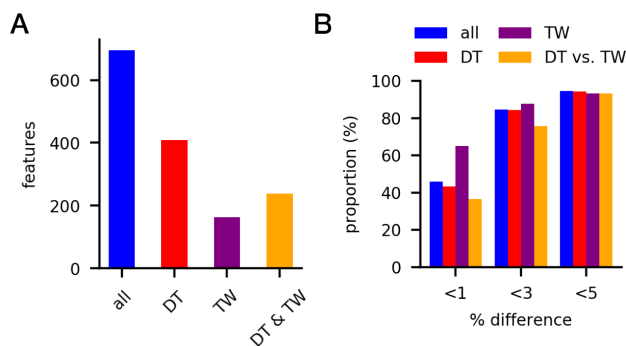 A
features
600
400
200
0
all
DT
TW
DT & TW
B
all
TW
DT
DT vs. TW
proportion (%)
100
80
60
40
20
0
<1
<3
<5
% difference